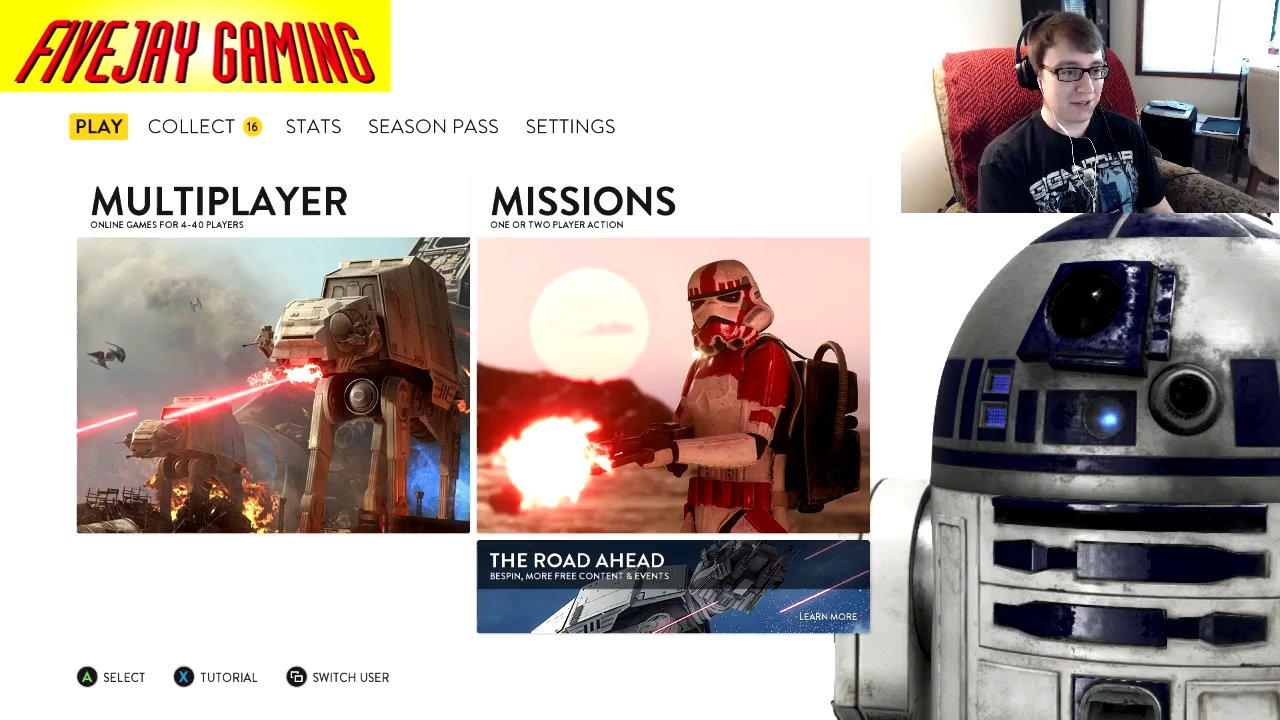 FIVEJAY GAMING
PLAY COLLECT 16 STATS SEASON PASS SETTINGS
MULTIPLAYER
ONLINE GAMES FOR 4-40 PLAYERS
MISSIONS
ONE OR TWO PLAYER ACTION
THE ROAD AHEAD
BESPIN, MORE FREE CONTENT & EVENTS
LEARN MORE
A SELECT X TUTORIAL SWITCH USER
GIGANTOUR